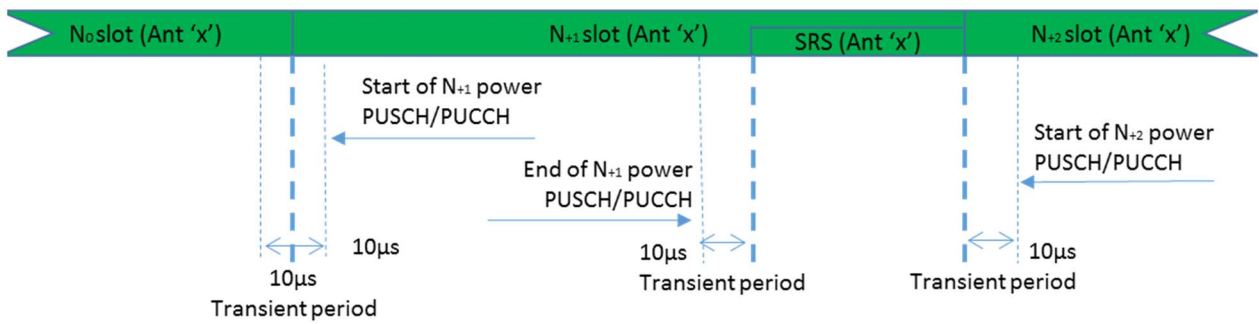 N₀ slot (Ant ‘x’)
N₊₁ slot (Ant ‘x’)
SRS (Ant ‘x’)
N₊₂ slot (Ant ‘x’)
Start of N₊₁ power
PUSCH/PUCCH
End of N₊₁ power
PUSCH/PUCCH
Start of N₊₂ power
PUSCH/PUCCH
10µs
10µs
Transient period
10µs
Transient period
10µs
Transient period